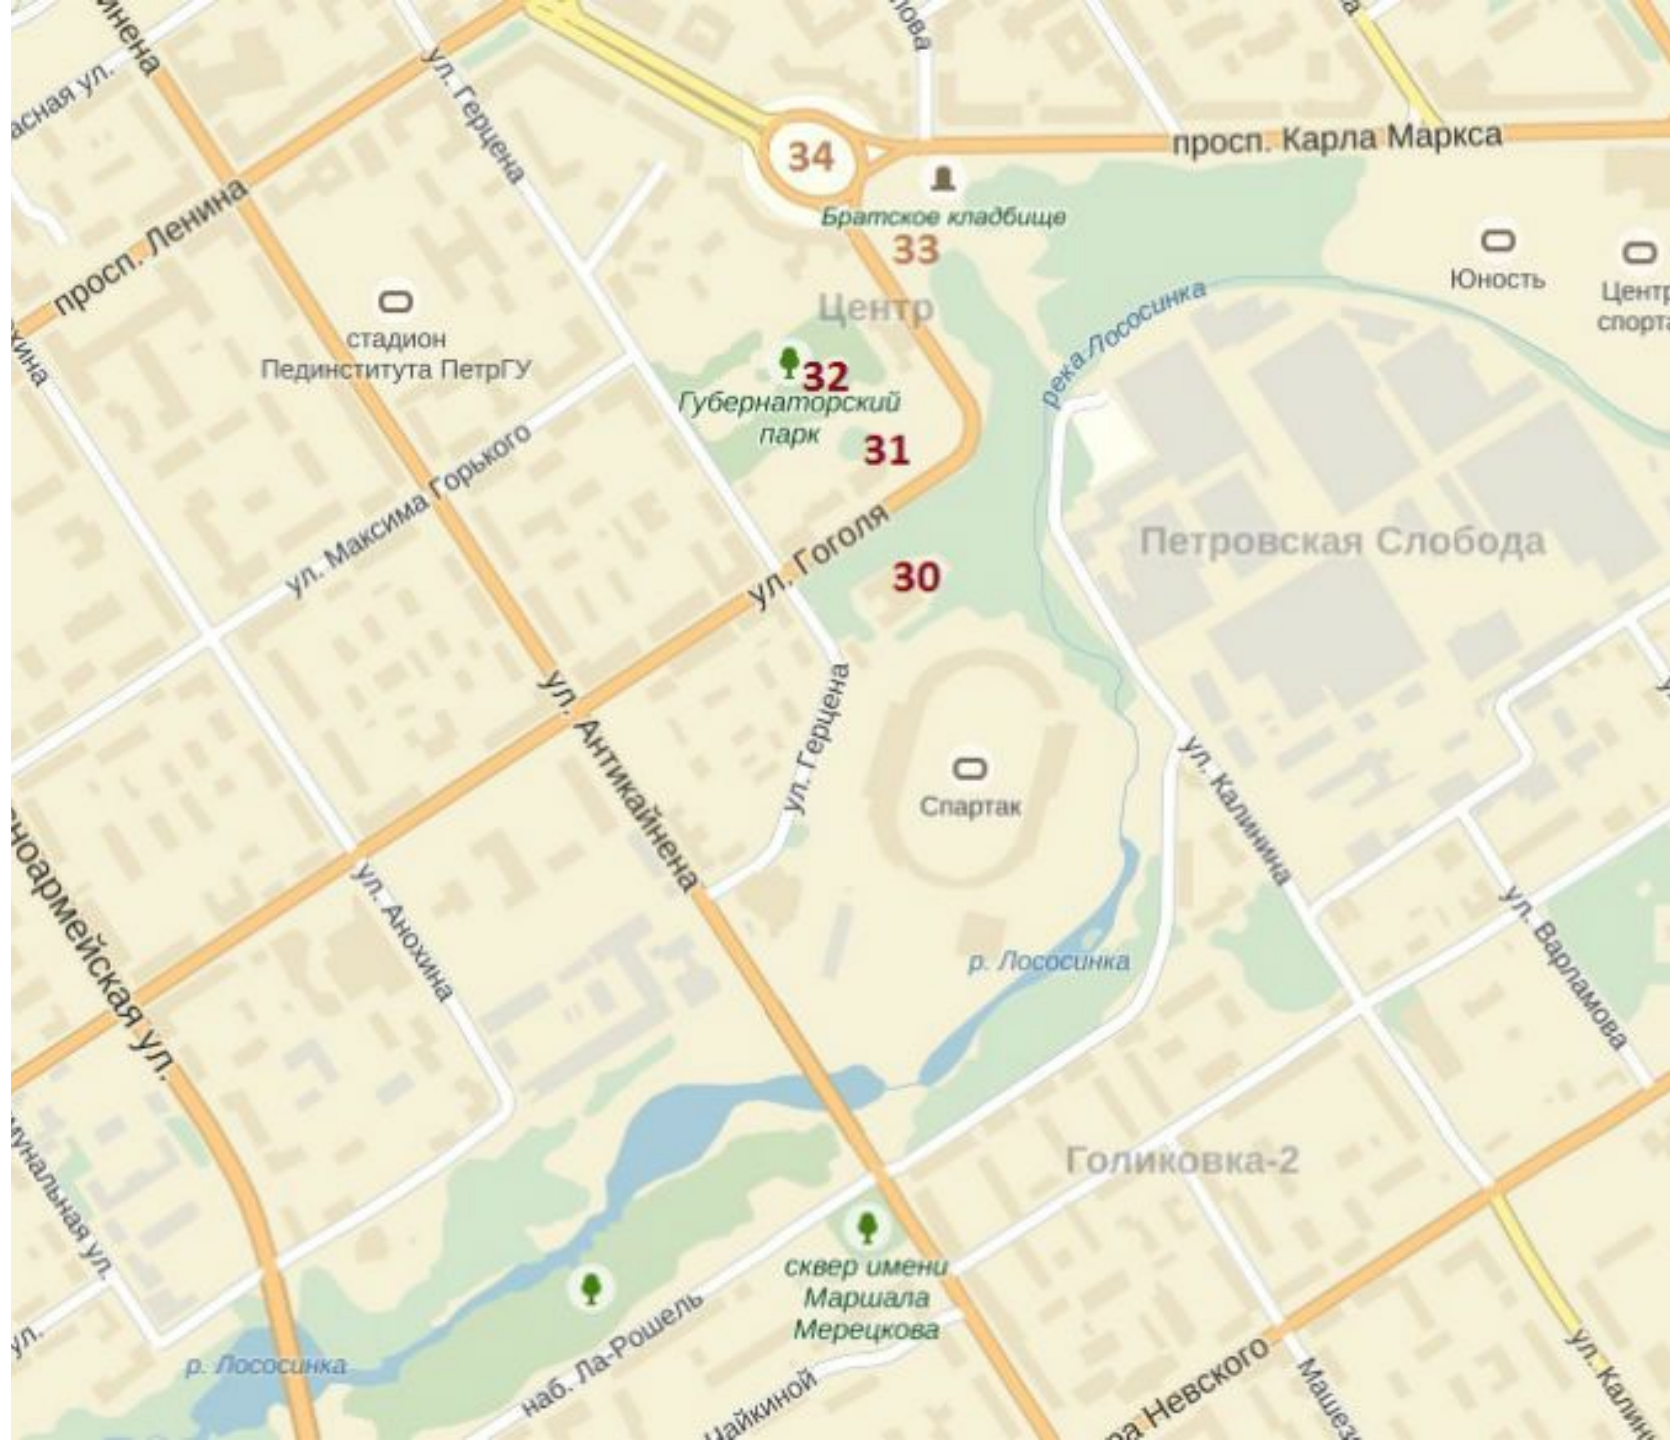 ул. Герцена
просп. Карла Маркса
34
Братское кладбище
33
просп. Ленина
Центр
Юность
река Лососинка
стадион
Пединститута ПетрГУ
32
Губернаторский
парк
31
ул. Максима Горького
ул. Гоголя
30
Петровская Слобода
ул. Антикайнена
ул. Герцена
Спартак
ул. Калинина
ул. Анохина
ул. Варламова
р. Лососинка
Голиковка-2
сквер имени
Маршала
Мерецкова
наб. Ла-Рошель
р. Лососинка